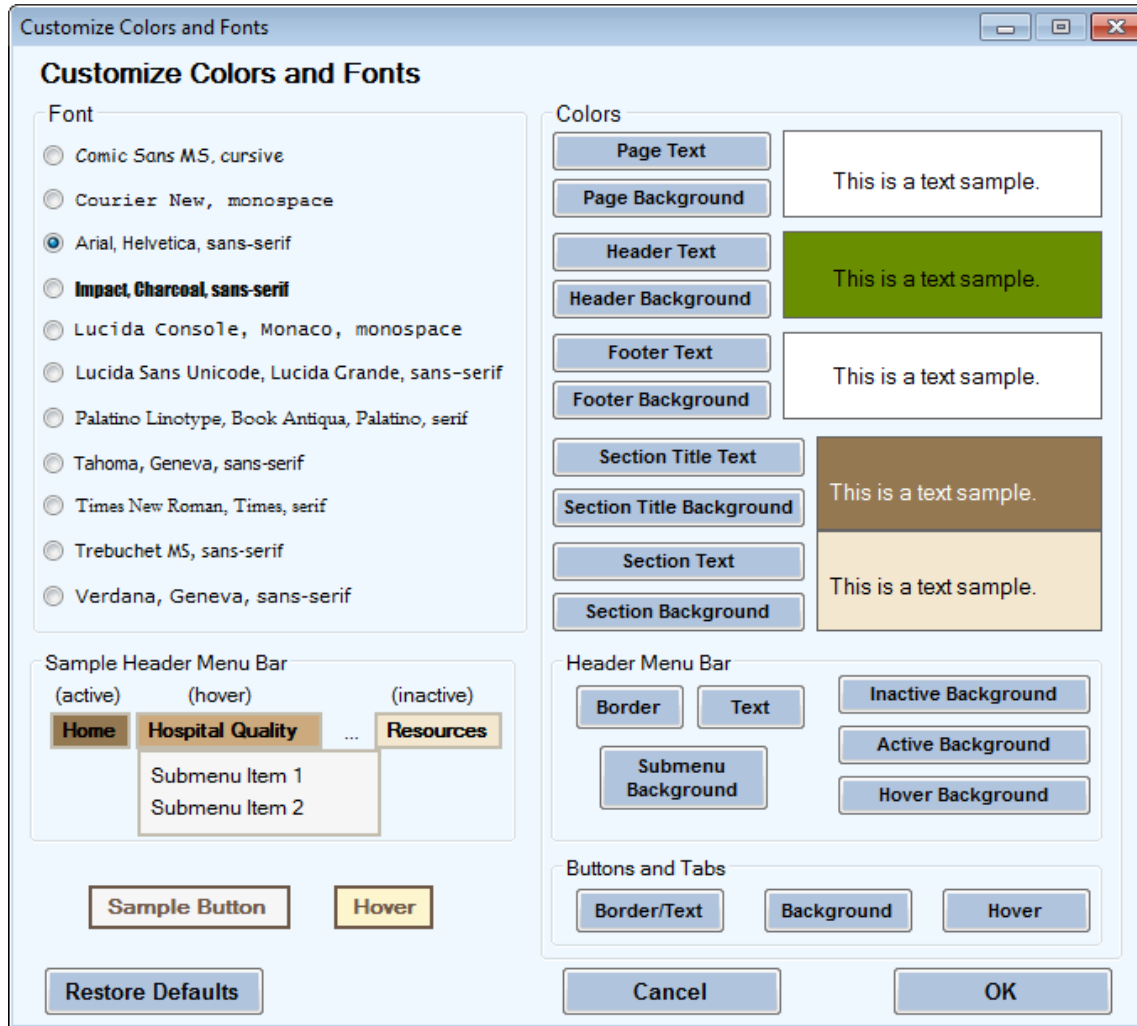 Customize Colors and Fonts
Customize Colors and Fonts
Font
Comic Sans MS, cursive
Courier New, monospace
Arial, Helvetica, sans-serif
Impact, Charcoal, sans-serif
Lucida Console, Monaco, monospace
Lucida Sans Unicode, Lucida Grande, sans-serif
Palatino Linotype, Book Antiqua, Palatino, serif
Tahoma, Geneva, sans-serif
Times New Roman, Times, serif
Trebuchet MS, sans-serif
Verdana, Geneva, sans-serif
Colors
Page Text
Page Background
This is a text sample.
Header Text
Header Background
This is a text sample.
Footer Text
Footer Background
This is a text sample.
Section Title Text
Section Title Background
This is a text sample.
Section Text
Section Background
This is a text sample.
Sample Header Menu Bar
(active) (hover) (inactive)
Home Hospital Quality ... Resources
Submenu Item 1
Submenu Item 2
Header Menu Bar
Border Text
Submenu
Background
Inactive Background
Active Background
Hover Background
Sample Button Hover
Buttons and Tabs
Border/Text Background Hover
Restore Defaults Cancel OK